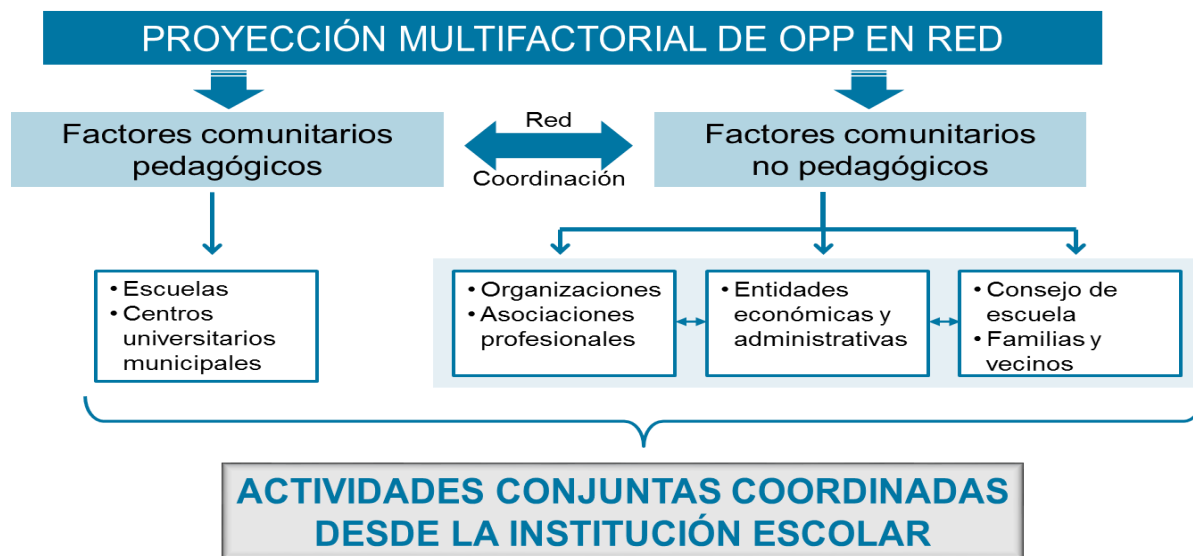 PROYECCIÓN MULTIFACTORIAL DE OPP EN RED
Factores comunitarios
pedagógicos
Red
Coordinación
Factores comunitarios
no pedagógicos
• Escuelas
• Centros
universitarios
municipales
• Organizaciones
• Asociaciones
profesionales
• Entidades
económicas y
administrativas
• Consejo de
escuela
• Familias y
vecinos
ACTIVIDADES CONJUNTAS COORDINADAS
DESDE LA INSTITUCIÓN ESCOLAR